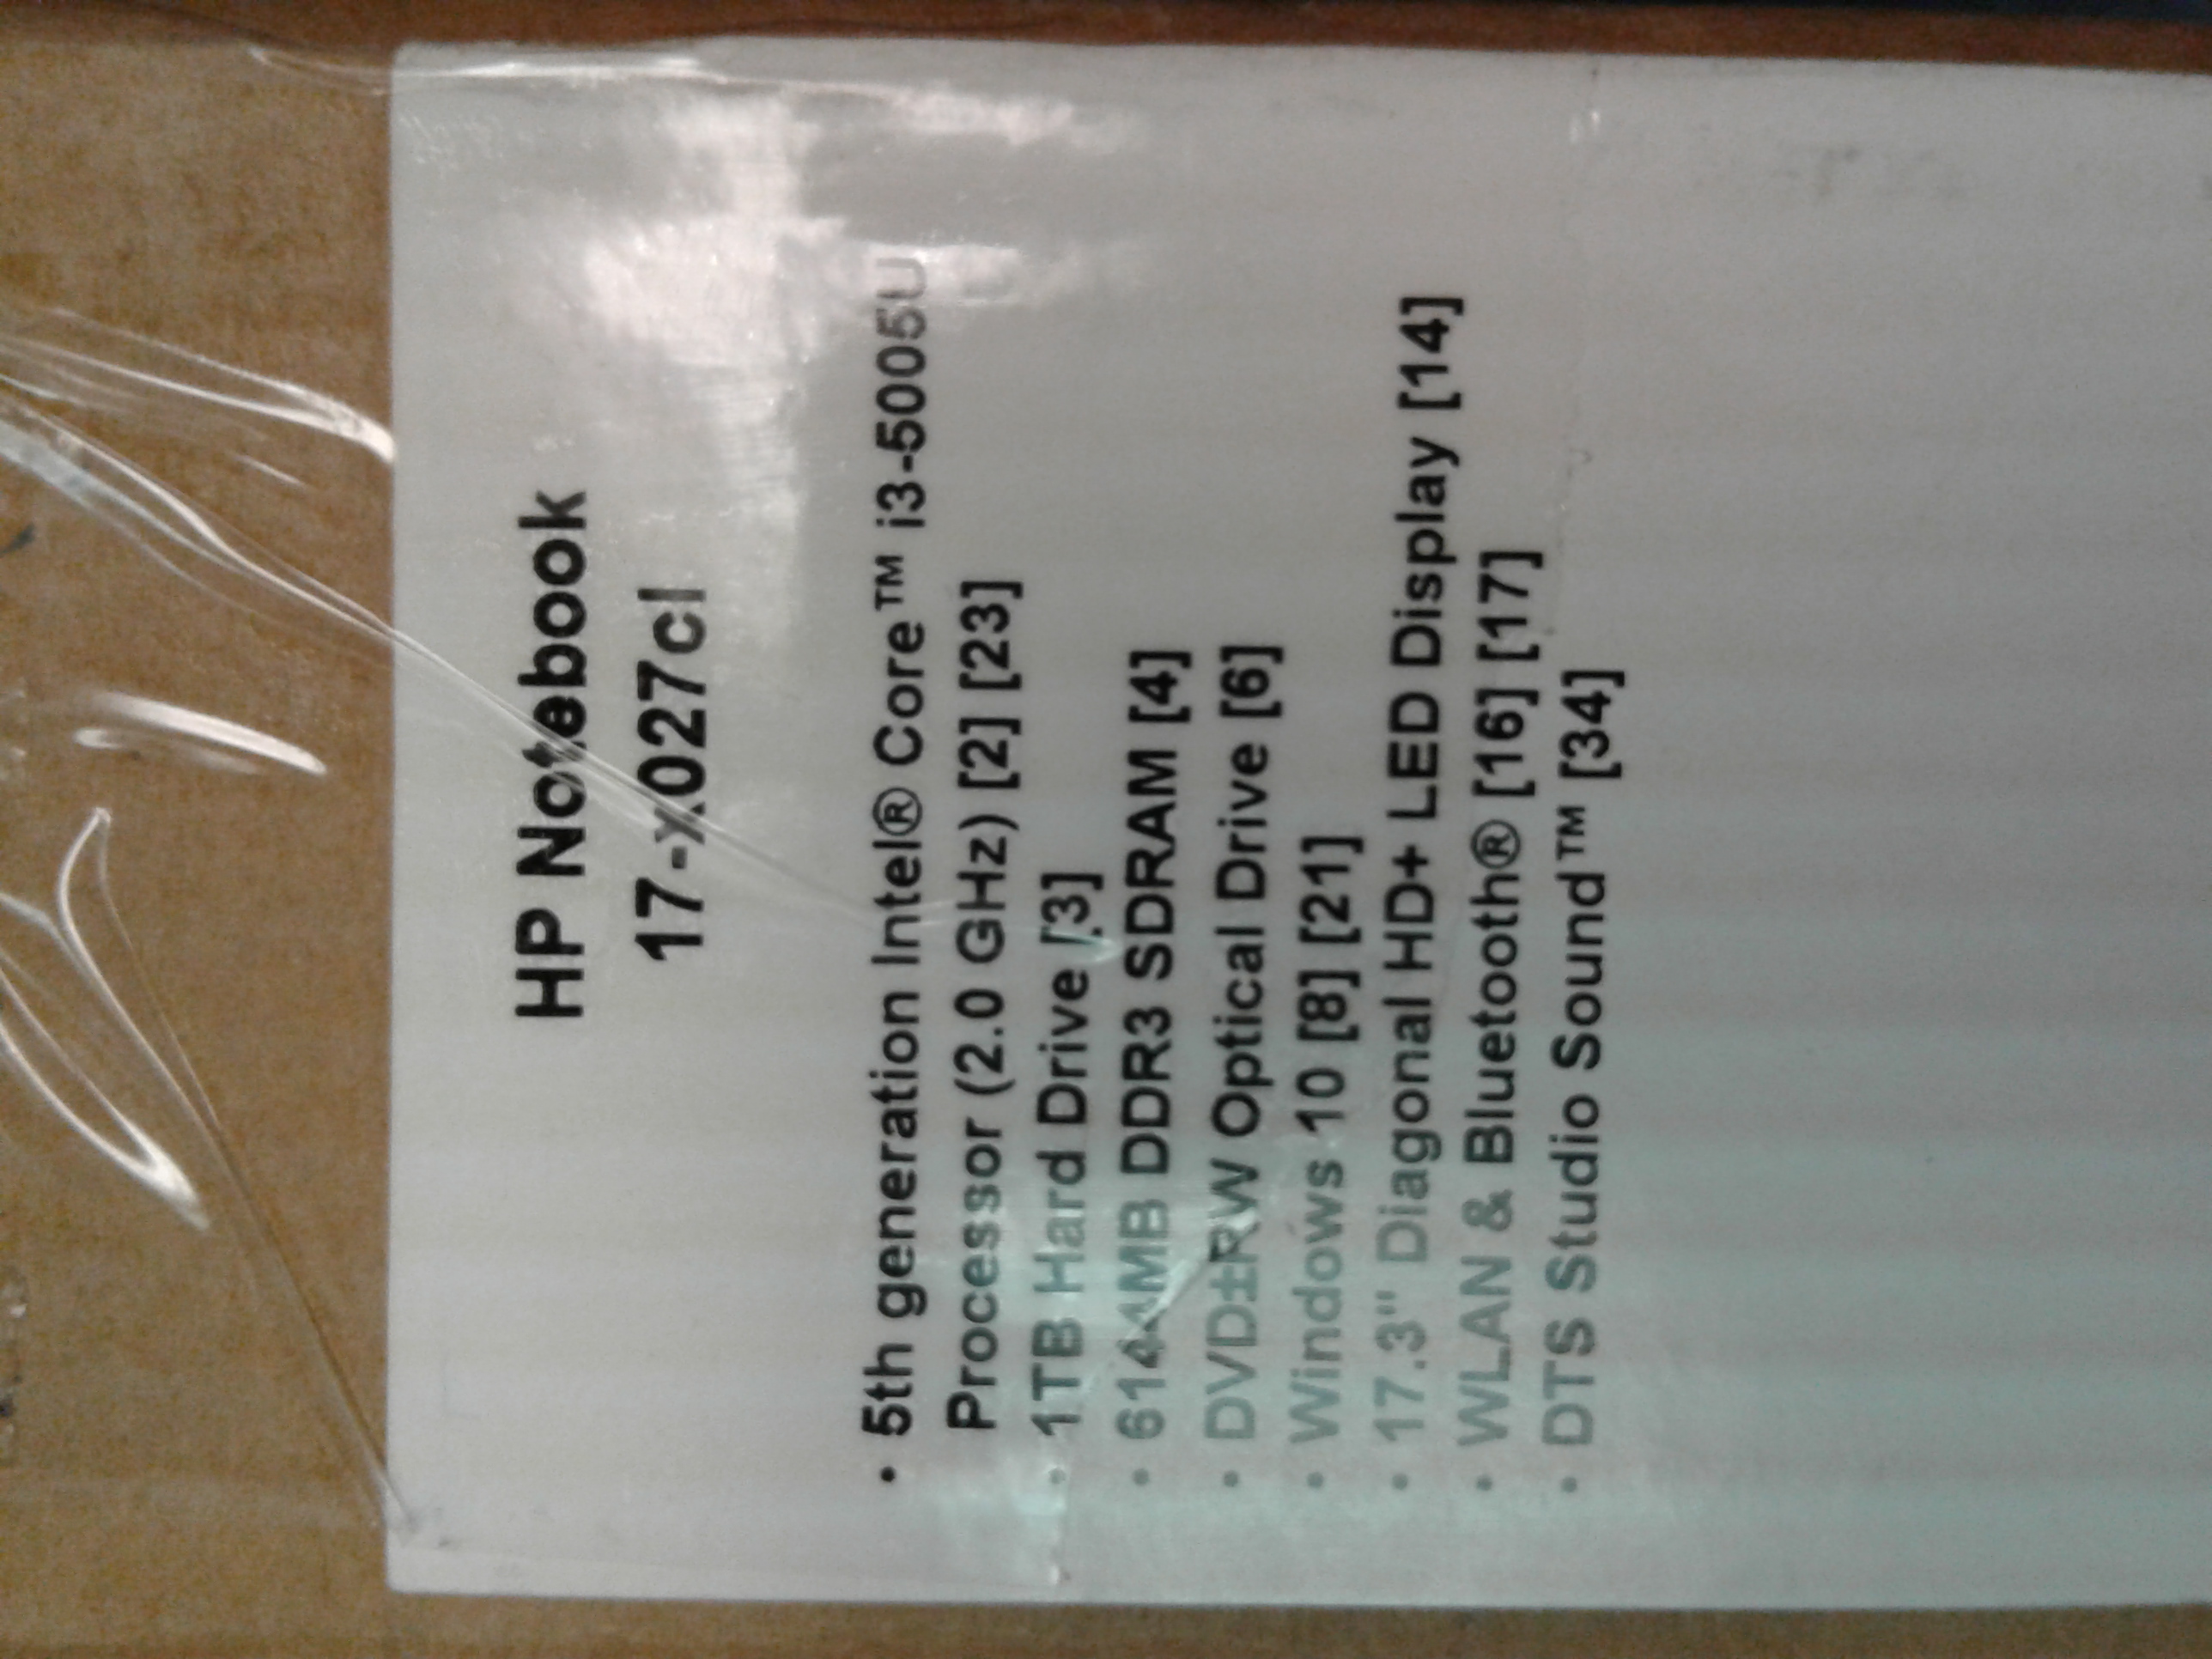 HP Notebook
17-x027cl
• 5th generation Intel® Core™ i3-5005U
Processor (2.0 GHz) [2] [23]
• 1TB Hard Drive [3]
• 6144MB DDR3 SDRAM [4]
• DVD±RW Optical Drive [6]
• Windows 10 [8] [21]
• 17.3" Diagonal HD+ LED Display [14]
• WLAN & Bluetooth® [16] [17]
• DTS Studio Sound™ [34]